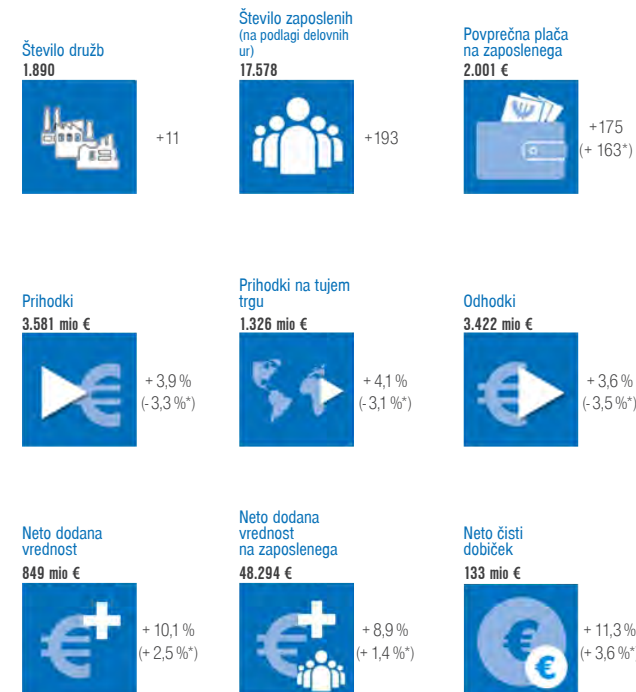 Število družb
1.890
+11
Število zaposlenih
(na podlagi delovnih
ur)
17.578
+193
Povprečna plača
na zaposlenega
2.001 €
+175
(+ 163*)
Prihodki
3.581 mio €
+ 3,9 %
(- 3,3 %*)
Prihodki na tujem
trgu
1.326 mio €
+ 4,1 %
(- 3,1 %*)
Odhodki
3.422 mio €
+ 3,6 %
(- 3,5 %*)
Neto dodana
vrednost
849 mio €
+ 10,1 %
(+ 2,5 %*)
Neto dodana
vrednost
na zaposlenega
48.294 €
+ 8,9 %
(+ 1,4 %*)
Neto čisti
dobiček
133 mio €
+ 11,3 %
(+ 3,6 %*